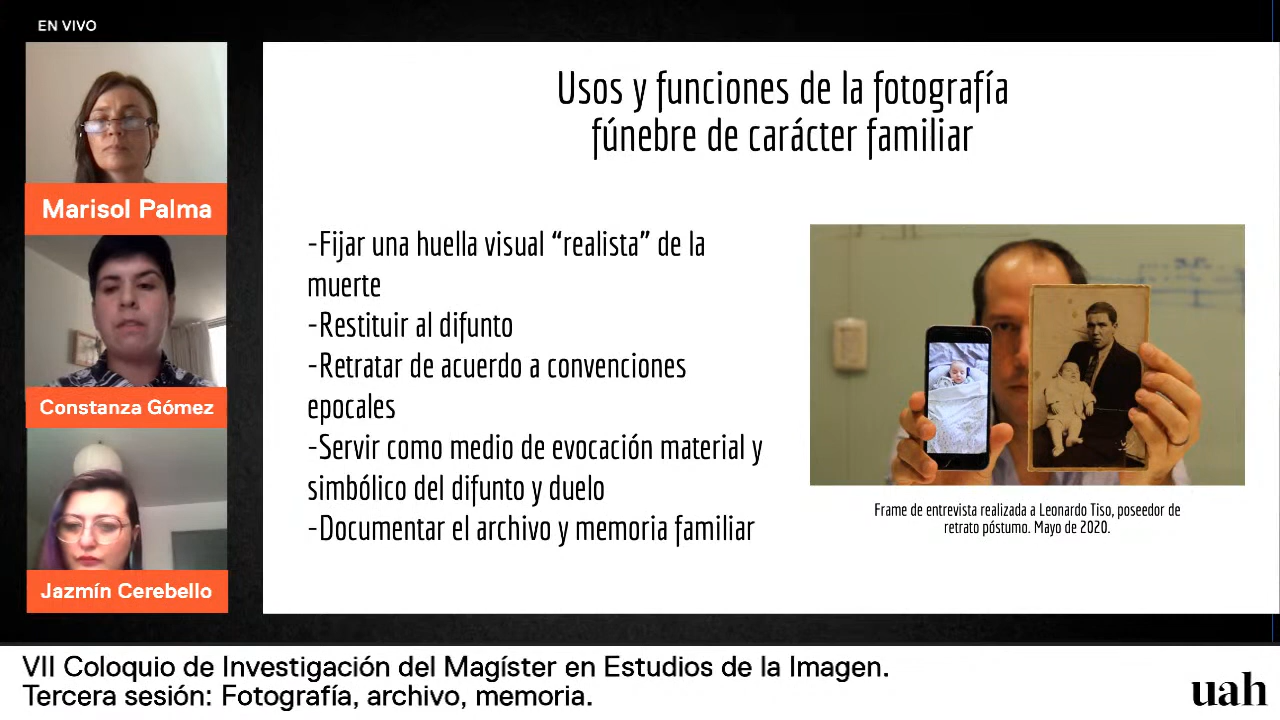 EN VIVO
Marisol Palma
Constanza Gómez
Jazmín Cerebello
Usos y funciones de la fotografía
fúnebre de carácter familiar
-Fijar una huella visual “realista” de la
muerte
-Restituir al difunto
-Retratar de acuerdo a convenciones
epocales
-Servir como medio de evocación material y
simbólico del difunto y duelo
-Documentar el archivo y memoria familiar
Frame de entrevista realizada a Leonardo Tiso, poseedor de
retrato póstumo. Mayo de 2020.
VII Coloquio de Investigación del Magíster en Estudios de la Imagen.
Tercera sesión: Fotografía, archivo, memoria.
uah